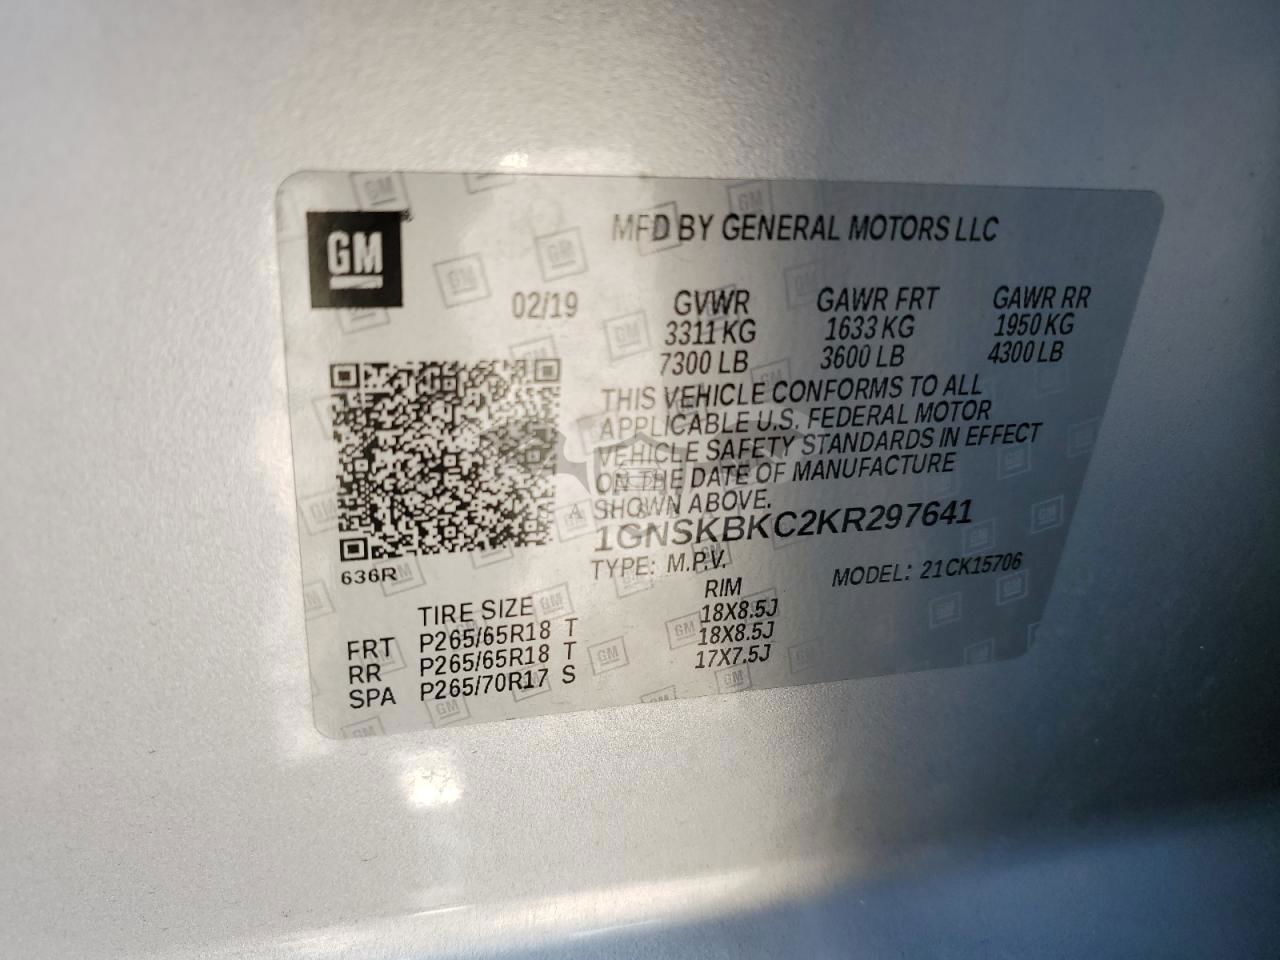 GM
MFD BY GENERAL MOTORS LLC
02/19
GVWR GAWR FRT GAWR RR
3311 KG 1633 KG 1950 KG
7300 LB 3600 LB 4300 LB
THIS VEHICLE CONFORMS TO ALL
APPLICABLE U.S. FEDERAL MOTOR
VEHICLE SAFETY STANDARDS IN EFFECT
ON THE DATE OF MANUFACTURE
SHOWN ABOVE.
1GNSKBKC2KR297641
TYPE: M.P.V. MODEL: 21CK15706
636R
TIRE SIZE RIM
FRT P265/65R18 T 18X8.5J
RR P265/65R18 T 18X8.5J
SPA P265/70R17 S 17X7.5J